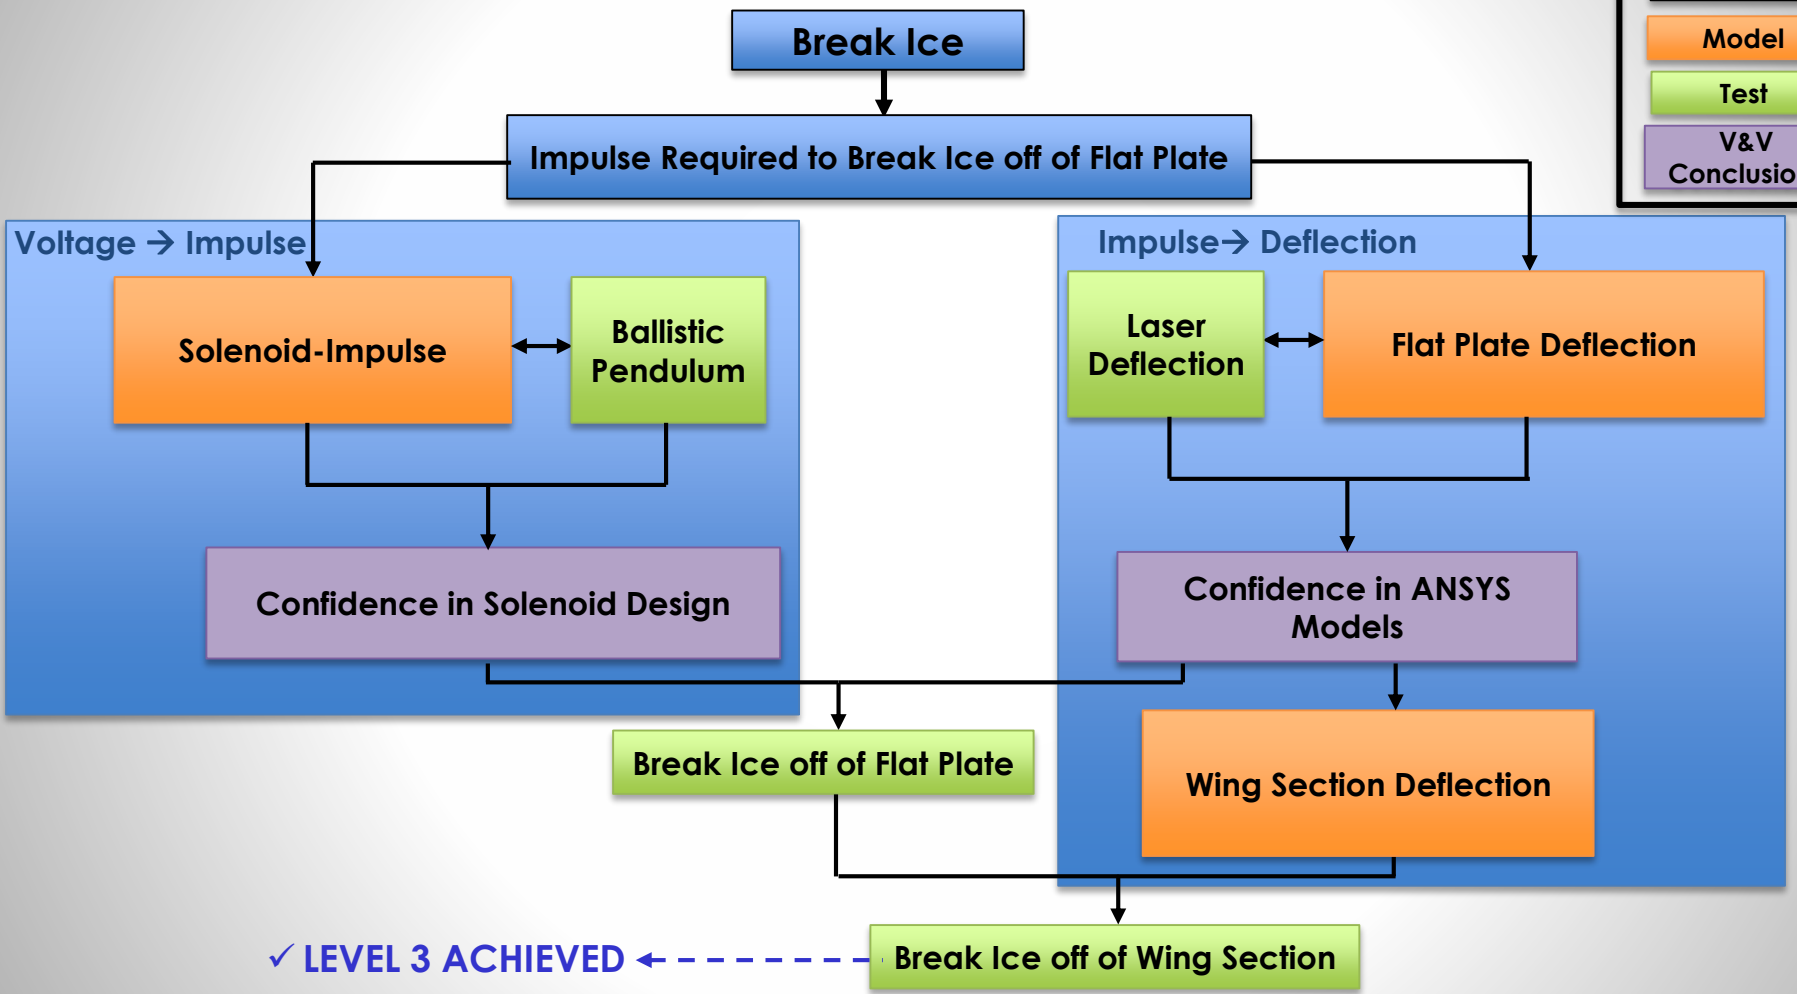 Break Ice
Model
Test
V&V
Conclusio
Impulse Required to Break Ice off of Flat Plate
Voltage → Impulse
Solenoid-Impulse
Ballistic
Pendulum
Confidence in Solenoid Design
Impulse→ Deflection
Laser
Deflection
Flat Plate Deflection
Confidence in ANSYS
Models
Break Ice off of Flat Plate
Wing Section Deflection
✓ LEVEL 3 ACHIEVED
Break Ice off of Wing Section